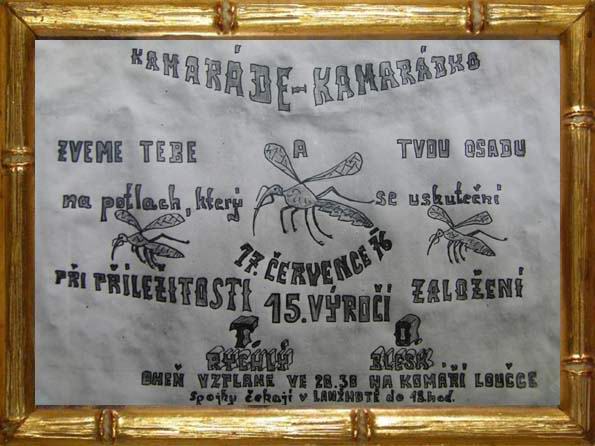 KAMARÁDE-KAMARÁDKO
ZVEME TEBE A TVOU OSADU
na potlach, který se uskuteční
17. ČERVENCE 76
PŘI PŘÍLEŽITOSTI 15. VÝROČÍ ZALOŽENÍ
T. O.
RYCHLÝ BLESK
OHEŇ VZPLANE VE 20.30 NA KOMÁŘÍ LOUČCE
spojky čekají v LANŽHOTĚ do 18 hod.